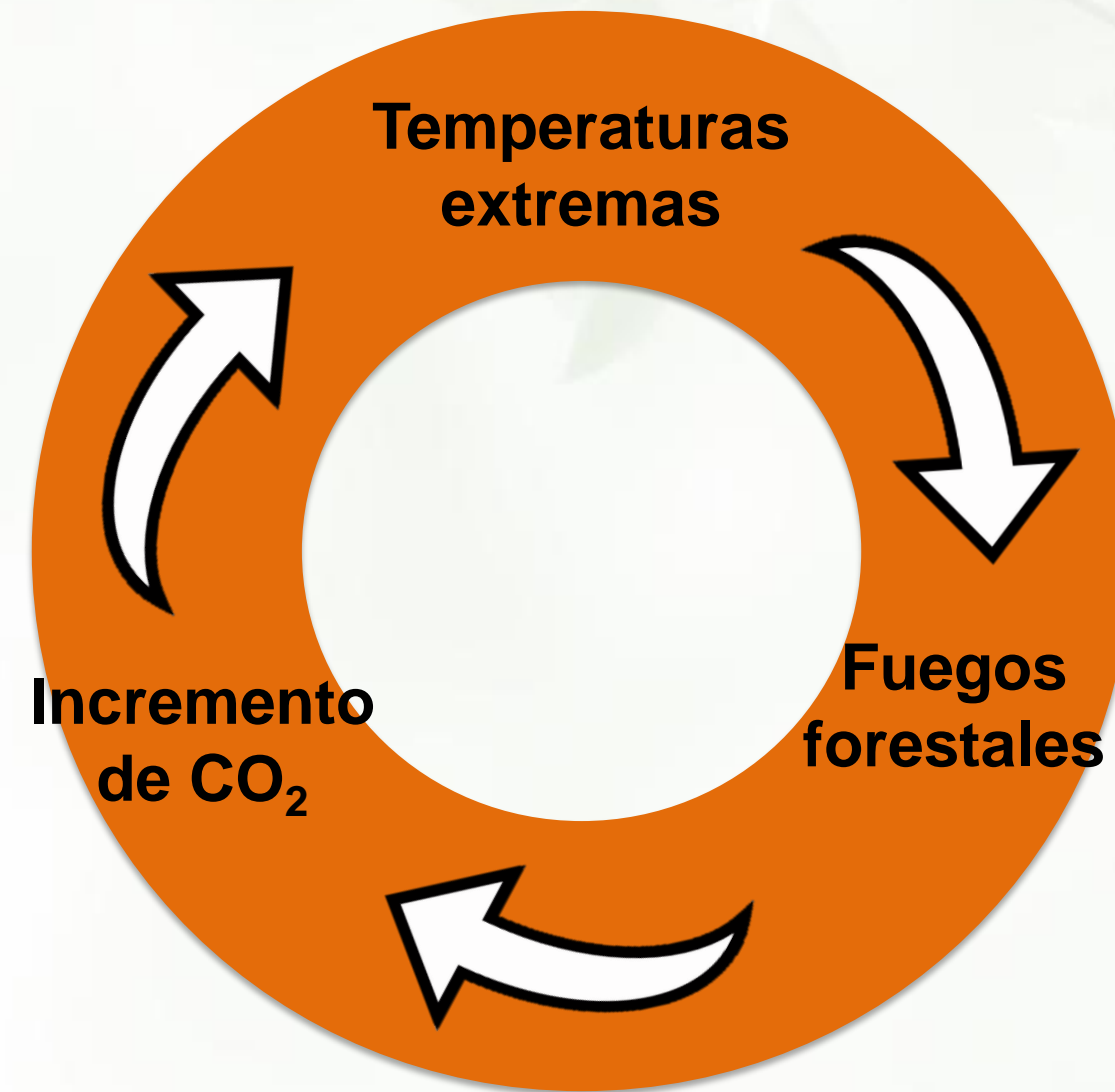 Temperaturas
extremas
Fuegos
forestales
Incremento
de CO₂